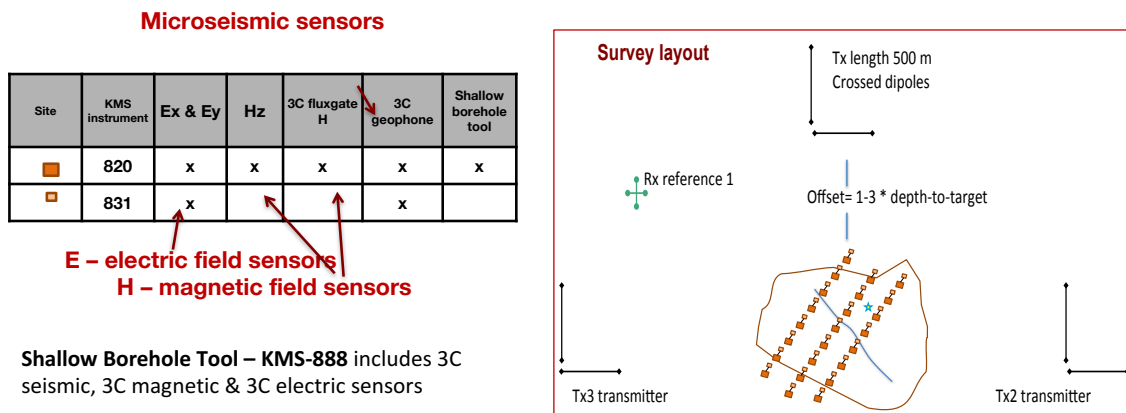 Microseismic sensors
Site KMS instrument Ex & Ey Hz 3C fluxgate H 3C geophone Shallow borehole tool
820 x x x x x
831 x x
E – electric field sensors
H – magnetic field sensors
Shallow Borehole Tool – KMS-888 includes 3C
seismic, 3C magnetic & 3C electric sensors
Survey layout
Tx length 500 m
Crossed dipoles
Rx reference 1
Offset= 1-3 * depth-to-target
Tx3 transmitter
Tx2 transmitter